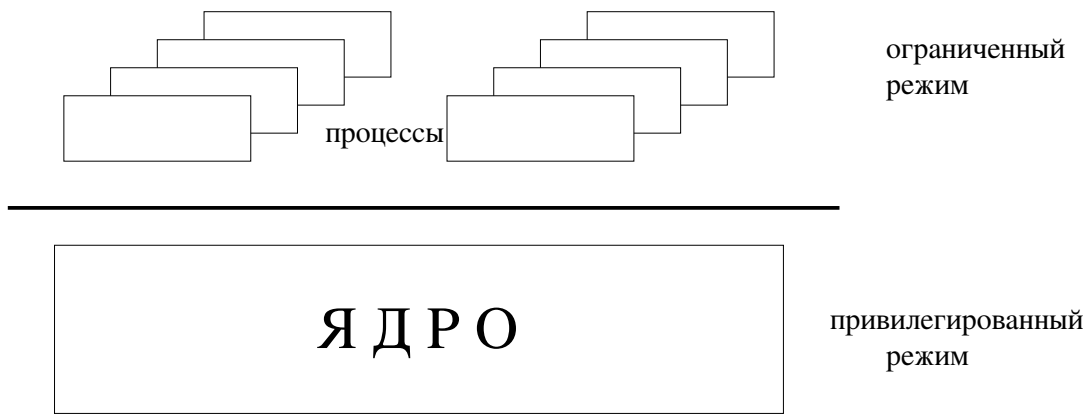 ограниченный
режим
процессы
Я Д Р О
привилегированный
режим